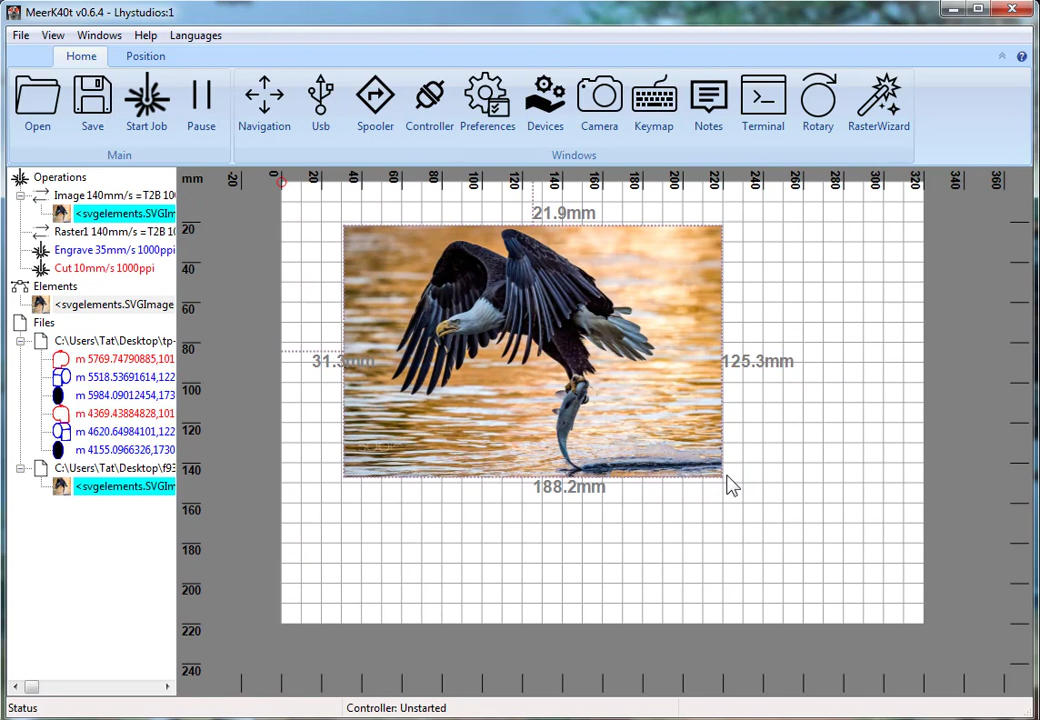 MeerK40t v0.6.4 - Lhystudios:1
File View Windows Help Languages
Home Position
Open Save Start Job Pause Navigation Usb Spooler Controller Preferences Devices Camera Keymap Notes Terminal Rotary RasterWizard
Main Windows
mm -20 0 20 40 60 80 100 120 140 160 180 200 220 240 260 280 300 320 340 360
Operations
Image 140mm/s =T2B 10
<svgelements.SVGIm
Raster1 140mm/s =T2B 10
Engrave 35mm/s 1000ppi
Cut 10mm/s 1000ppi
Elements
<svgelements.SVGImage
Files
C:\Users\Tat\Desktop\tp-
m 5769.74790885,101
m 5518.53691614,122
m 5984.09012454,173
m 4369.43884828,101
m 4620.64984101,122
m 4155.0966326,1730
C:\Users\Tat\Desktop\f93
<svgelements.SVGIm
20
40
60
80
100
120
140
160
180
200
220
240
21.9mm
31.3mm
125.3mm
188.2mm
Status Controller: Unstarted